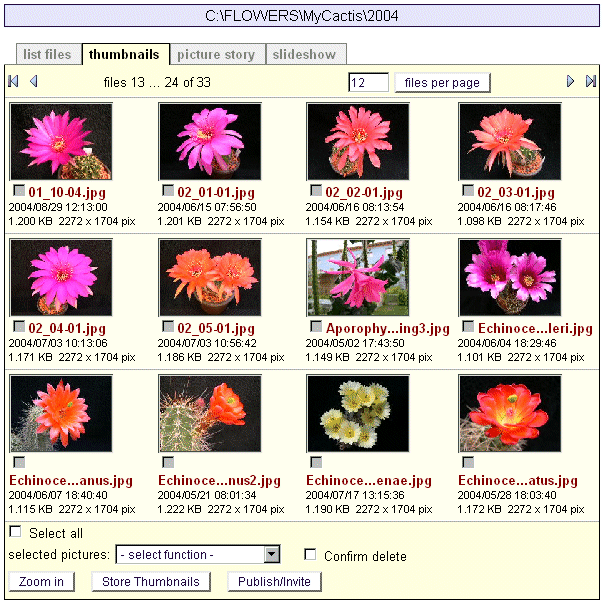 C:\FLOWERS\MyCactis\2004
list files thumbnails picture story slideshow
files 13 ... 24 of 33 12 files per page
01_10-04.jpg 02_01-01.jpg 02_02-01.jpg 02_03-01.jpg
2004/08/29 12:13:00 2004/06/15 07:56:50 2004/06/16 08:13:54 2004/06/16 08:17:46
1.200 KB 2272 x 1704 pix 1.201 KB 2272 x 1704 pix 1.154 KB 2272 x 1704 pix 1.098 KB 2272 x 1704 pix
02_04-01.jpg 02_05-01.jpg Aporophy...ing3.jpg Echinoce...leri.jpg
2004/07/03 10:13:06 2004/07/03 10:56:42 2004/05/02 17:43:50 2004/06/04 18:29:46
1.171 KB 2272 x 1704 pix 1.186 KB 2272 x 1704 pix 1.149 KB 2272 x 1704 pix 1.101 KB 2272 x 1704 pix
Echinoce...anus.jpg Echinoce...nus2.jpg Echinoce...enae.jpg Echinoce...atus.jpg
2004/06/07 18:40:40 2004/05/21 08:01:34 2004/07/17 13:15:36 2004/05/28 18:03:40
1.115 KB 2272 x 1704 pix 1.222 KB 2272 x 1704 pix 1.190 KB 2272 x 1704 pix 1.172 KB 2272 x 1704 pix
Select all
selected pictures: - select function - Confirm delete
Zoom in Store Thumbnails Publish/Invite